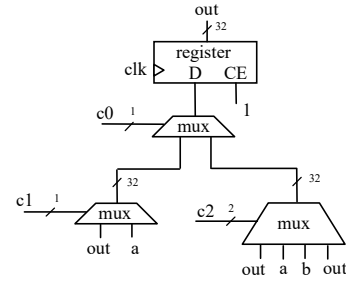 out
32
register
clk
D CE
1
c0 1
mux
32
32
c1 1
mux
c2 2
mux
out a
out a b out